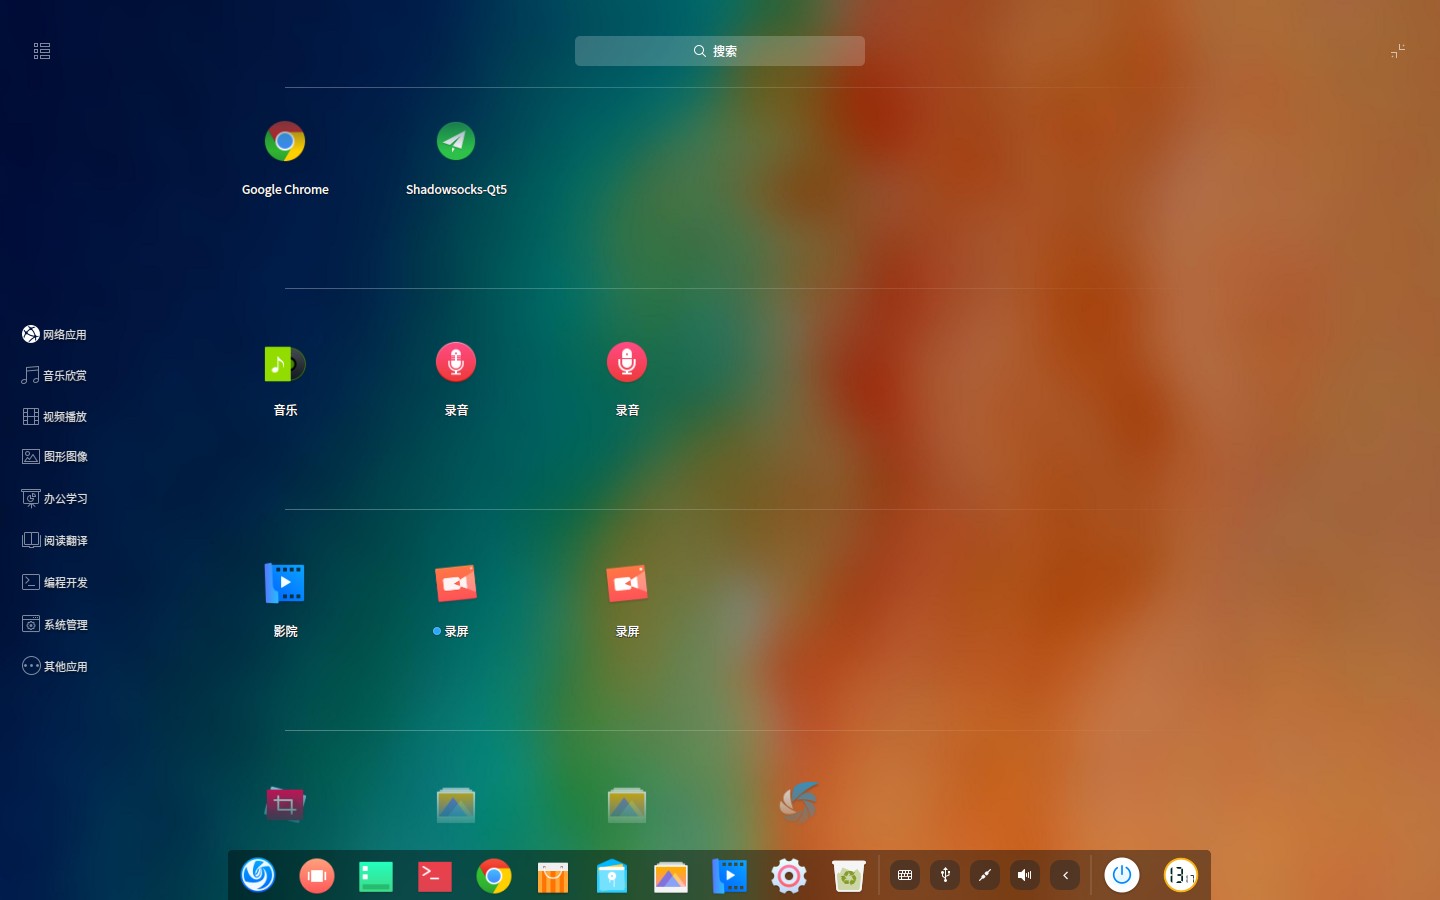 搜索
Google Chrome
Shadowsocks-Qt5
网络应用
音乐欣赏
视频播放
图形图像
办公学习
阅读翻译
编程开发
系统管理
其他应用
音乐
录音
录音
影院
录屏
录屏
13:17